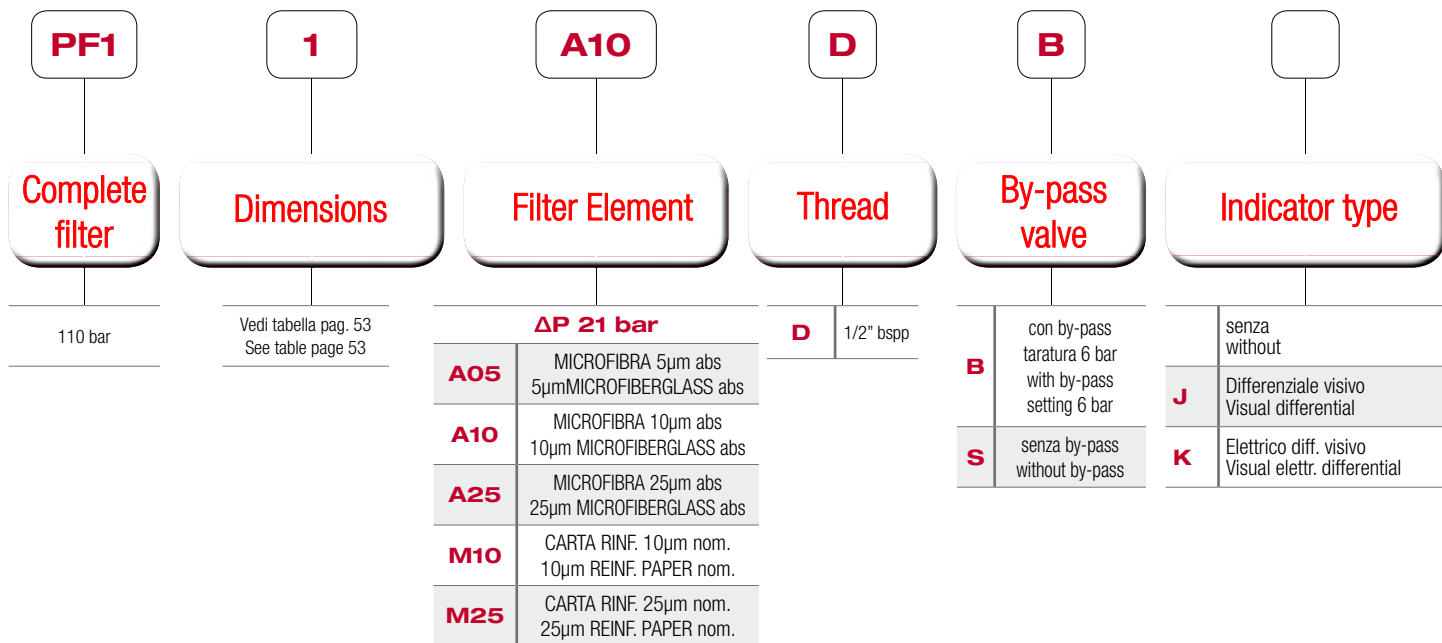 PF1
1
A10
D
B
Complete
filter
Dimensions
Filter Element
Thread
By-pass
valve
Indicator type
110 bar
Vedi tabella pag. 53
See table page 53
ΔP 21 bar
A05
MICROFIBRA 5µm abs
5µmMICROFIBERGLASS abs
A10
MICROFIBRA 10µm abs
10µm MICROFIBERGLASS abs
A25
MICROFIBRA 25µm abs
25µm MICROFIBERGLASS abs
M10
CARTA RINF. 10µm nom.
10µm REINF. PAPER nom.
M25
CARTA RINF. 25µm nom.
25µm REINF. PAPER nom.
D
1/2” bspp
B
con by-pass
taratura 6 bar
with by-pass
setting 6 bar
S
senza by-pass
without by-pass
senza
without
J
Differenziale visivo
Visual differential
K
Elettrico diff. visivo
Visual elettr. differential